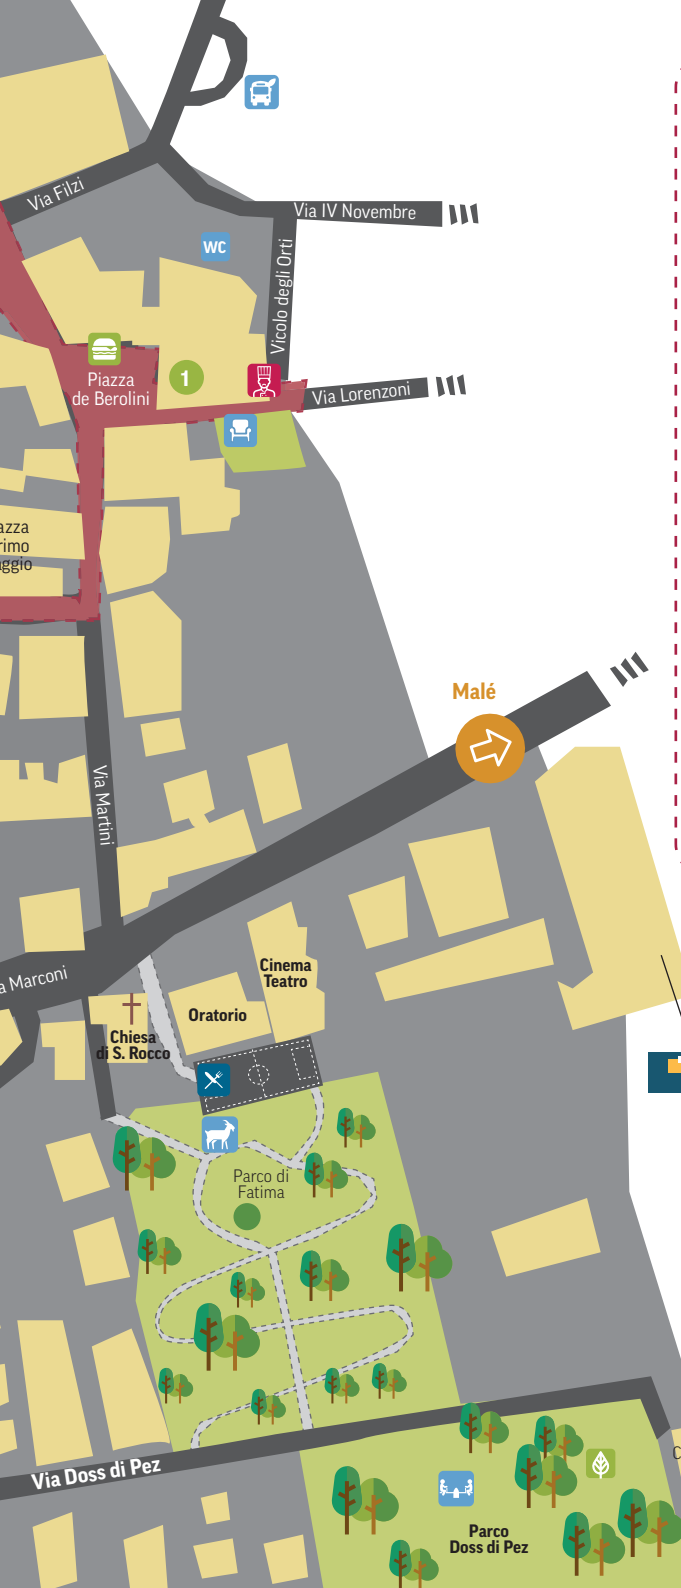 Via Filzi
Via IV Novembre
WC
Vicolo degli Orti
Piazza
de Berolini
1
Via Lorenzoni
azza
rimo
aggio
Malé
Via Martini
a Marconi
Cinema
Teatro
Oratorio
Chiesa
di S. Rocco
Parco di
Fatima
Via Doss di Pez
C
Parco
Doss di Pez